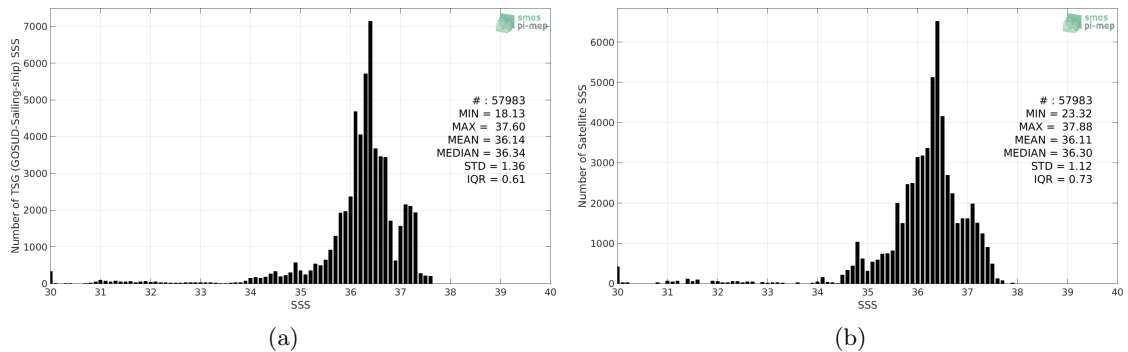 Number of TSG (GOSUD-Sailing-ship) SSS
7000
6000
5000
4000
3000
2000
1000
0
30 31 32 33 34 35 36 37 38 39 40
SSS
smos
pi-mep
# : 57983
MIN = 18.13
MAX = 37.60
MEAN = 36.14
MEDIAN = 36.34
STD = 1.36
IQR = 0.61
(a)
Number of Satellite SSS
6000
5000
4000
3000
2000
1000
0
30 31 32 33 34 35 36 37 38 39 40
SSS
smos
pi-mep
# : 57983
MIN = 23.32
MAX = 37.88
MEAN = 36.11
MEDIAN = 36.30
STD = 1.12
IQR = 0.73
(b)